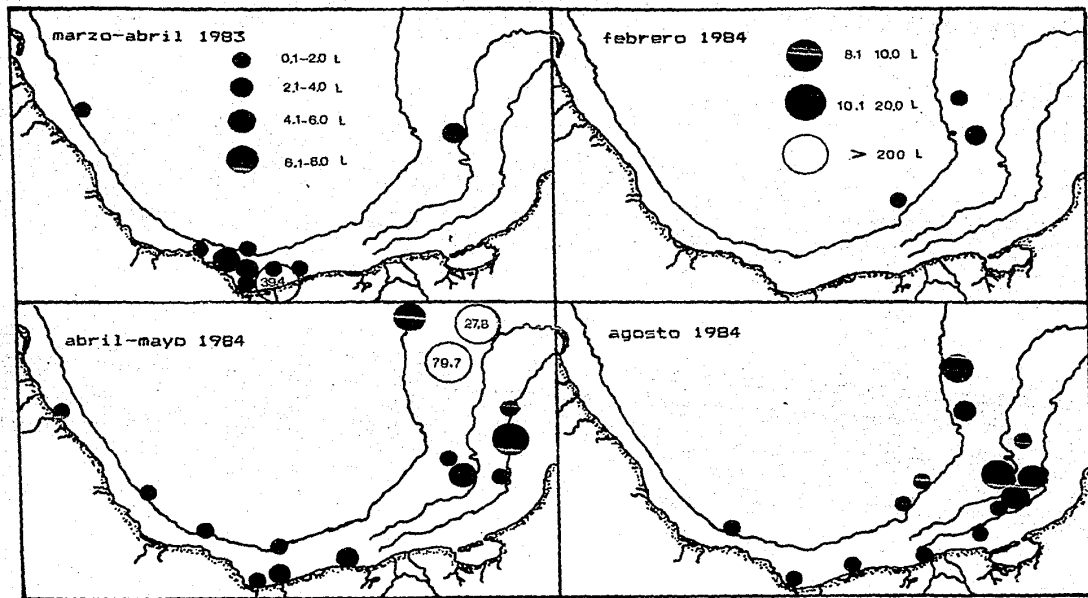 marzo-abril 1983
0.1-2.0 L
2.1-4.0 L
4.1-6.0 L
6.1-8.0 L
39.4
febrero 1984
8.1 10.0 L
10.1 20.0 L
> 20.0 L
abril-mayo 1984
27.8
79.7
agosto 1984